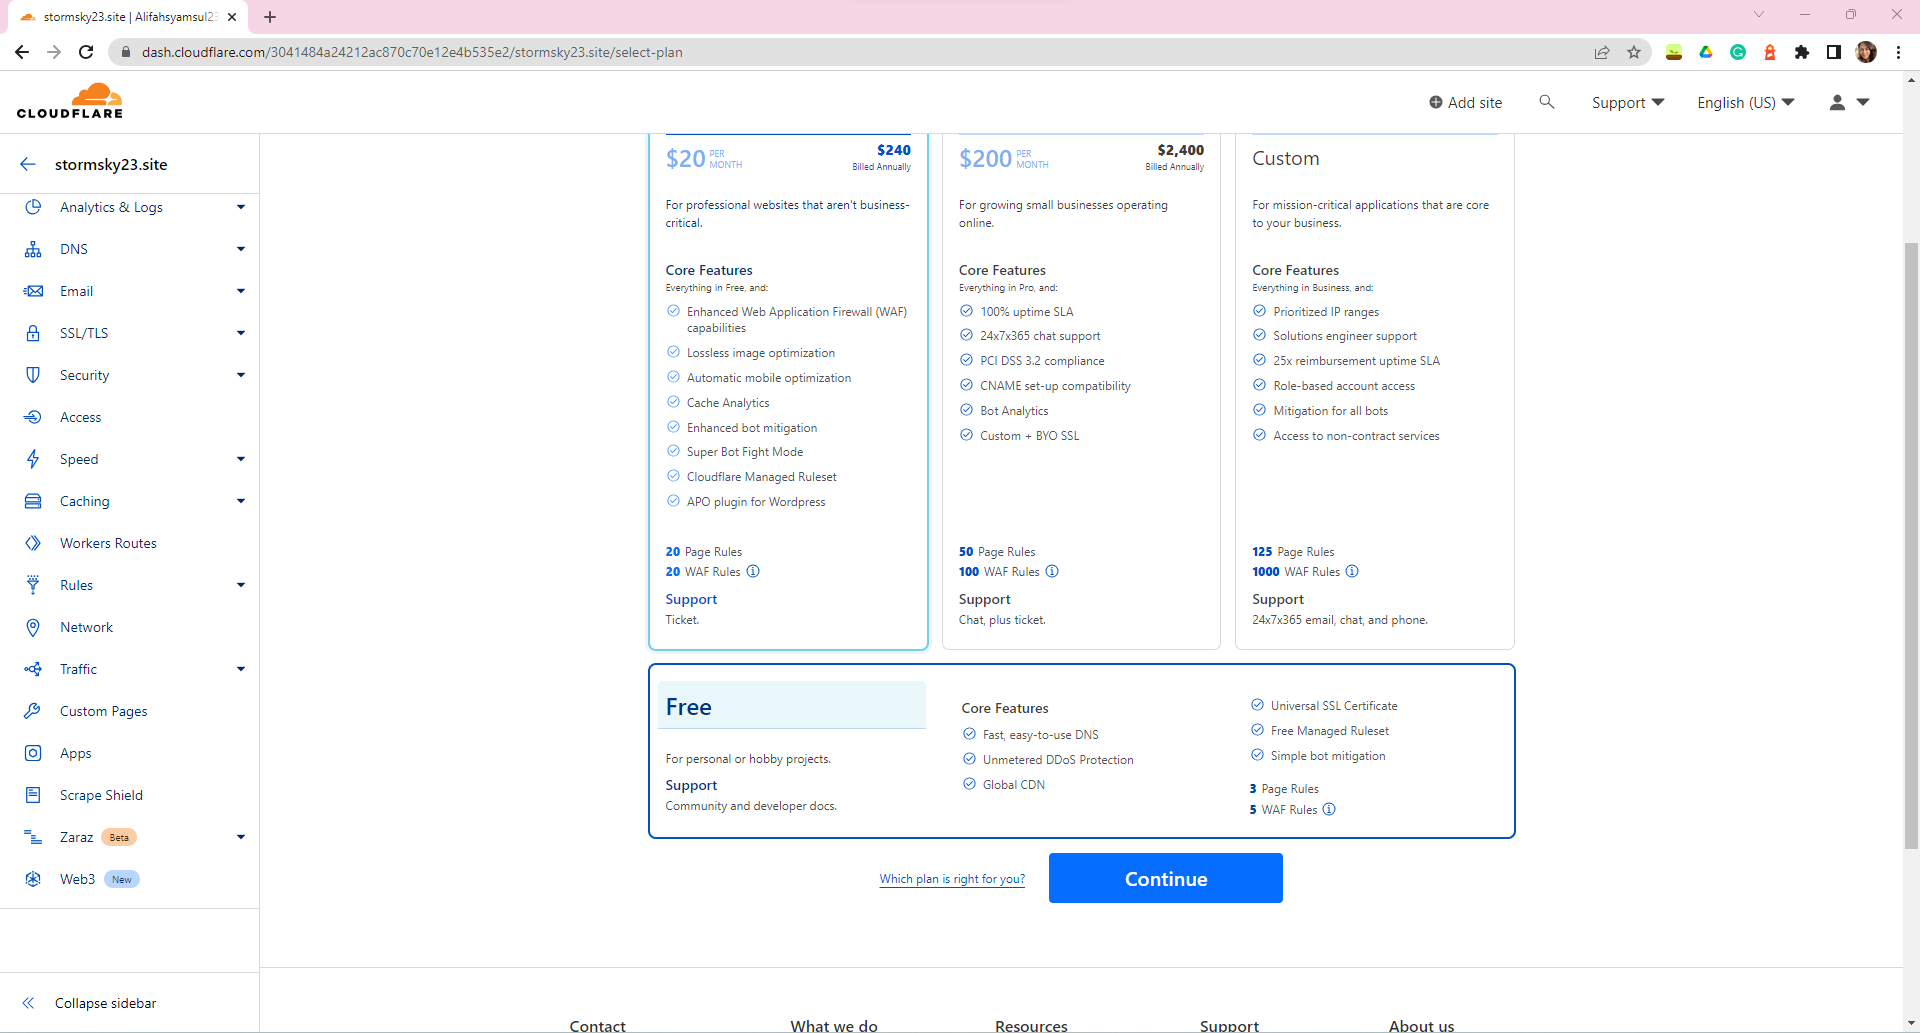 stormsky23.site | Alifahsyamsul23
dash.cloudflare.com/3041484a24212ac870c70e12e4b535e2/stormsky23.site/select-plan
CLOUDFLARE
Add site
Support
English (US)
stormsky23.site
Analytics & Logs
DNS
Email
SSL/TLS
Security
Access
Speed
Caching
Workers Routes
Rules
Network
Traffic
Custom Pages
Apps
Scrape Shield
Zaraz Beta
Web3 New
Collapse sidebar
$20 PER MONTH
$240
Billed Annually
For professional websites that aren't business-
critical.
Core Features
Everything in Free, and:
Enhanced Web Application Firewall (WAF)
capabilities
Lossless image optimization
Automatic mobile optimization
Cache Analytics
Enhanced bot mitigation
Super Bot Fight Mode
Cloudflare Managed Ruleset
APO plugin for Wordpress
20 Page Rules
20 WAF Rules
Support
Ticket.
$200 PER MONTH
$2,400
Billed Annually
For growing small businesses operating
online.
Core Features
Everything in Pro, and:
100% uptime SLA
24x7x365 chat support
PCI DSS 3.2 compliance
CNAME set-up compatibility
Bot Analytics
Custom + BYO SSL
50 Page Rules
100 WAF Rules
Support
Chat, plus ticket.
Custom
For mission-critical applications that are core
to your business.
Core Features
Everything in Business, and:
Prioritized IP ranges
Solutions engineer support
25x reimbursement uptime SLA
Role-based account access
Mitigation for all bots
Access to non-contract services
125 Page Rules
1000 WAF Rules
Support
24x7x365 email, chat, and phone.
Free
For personal or hobby projects.
Support
Community and developer docs.
Core Features
Fast, easy-to-use DNS
Unmetered DDoS Protection
Global CDN
Universal SSL Certificate
Free Managed Ruleset
Simple bot mitigation
3 Page Rules
5 WAF Rules
Which plan is right for you?
Continue
Contact
What we do
Resources
Support
About us